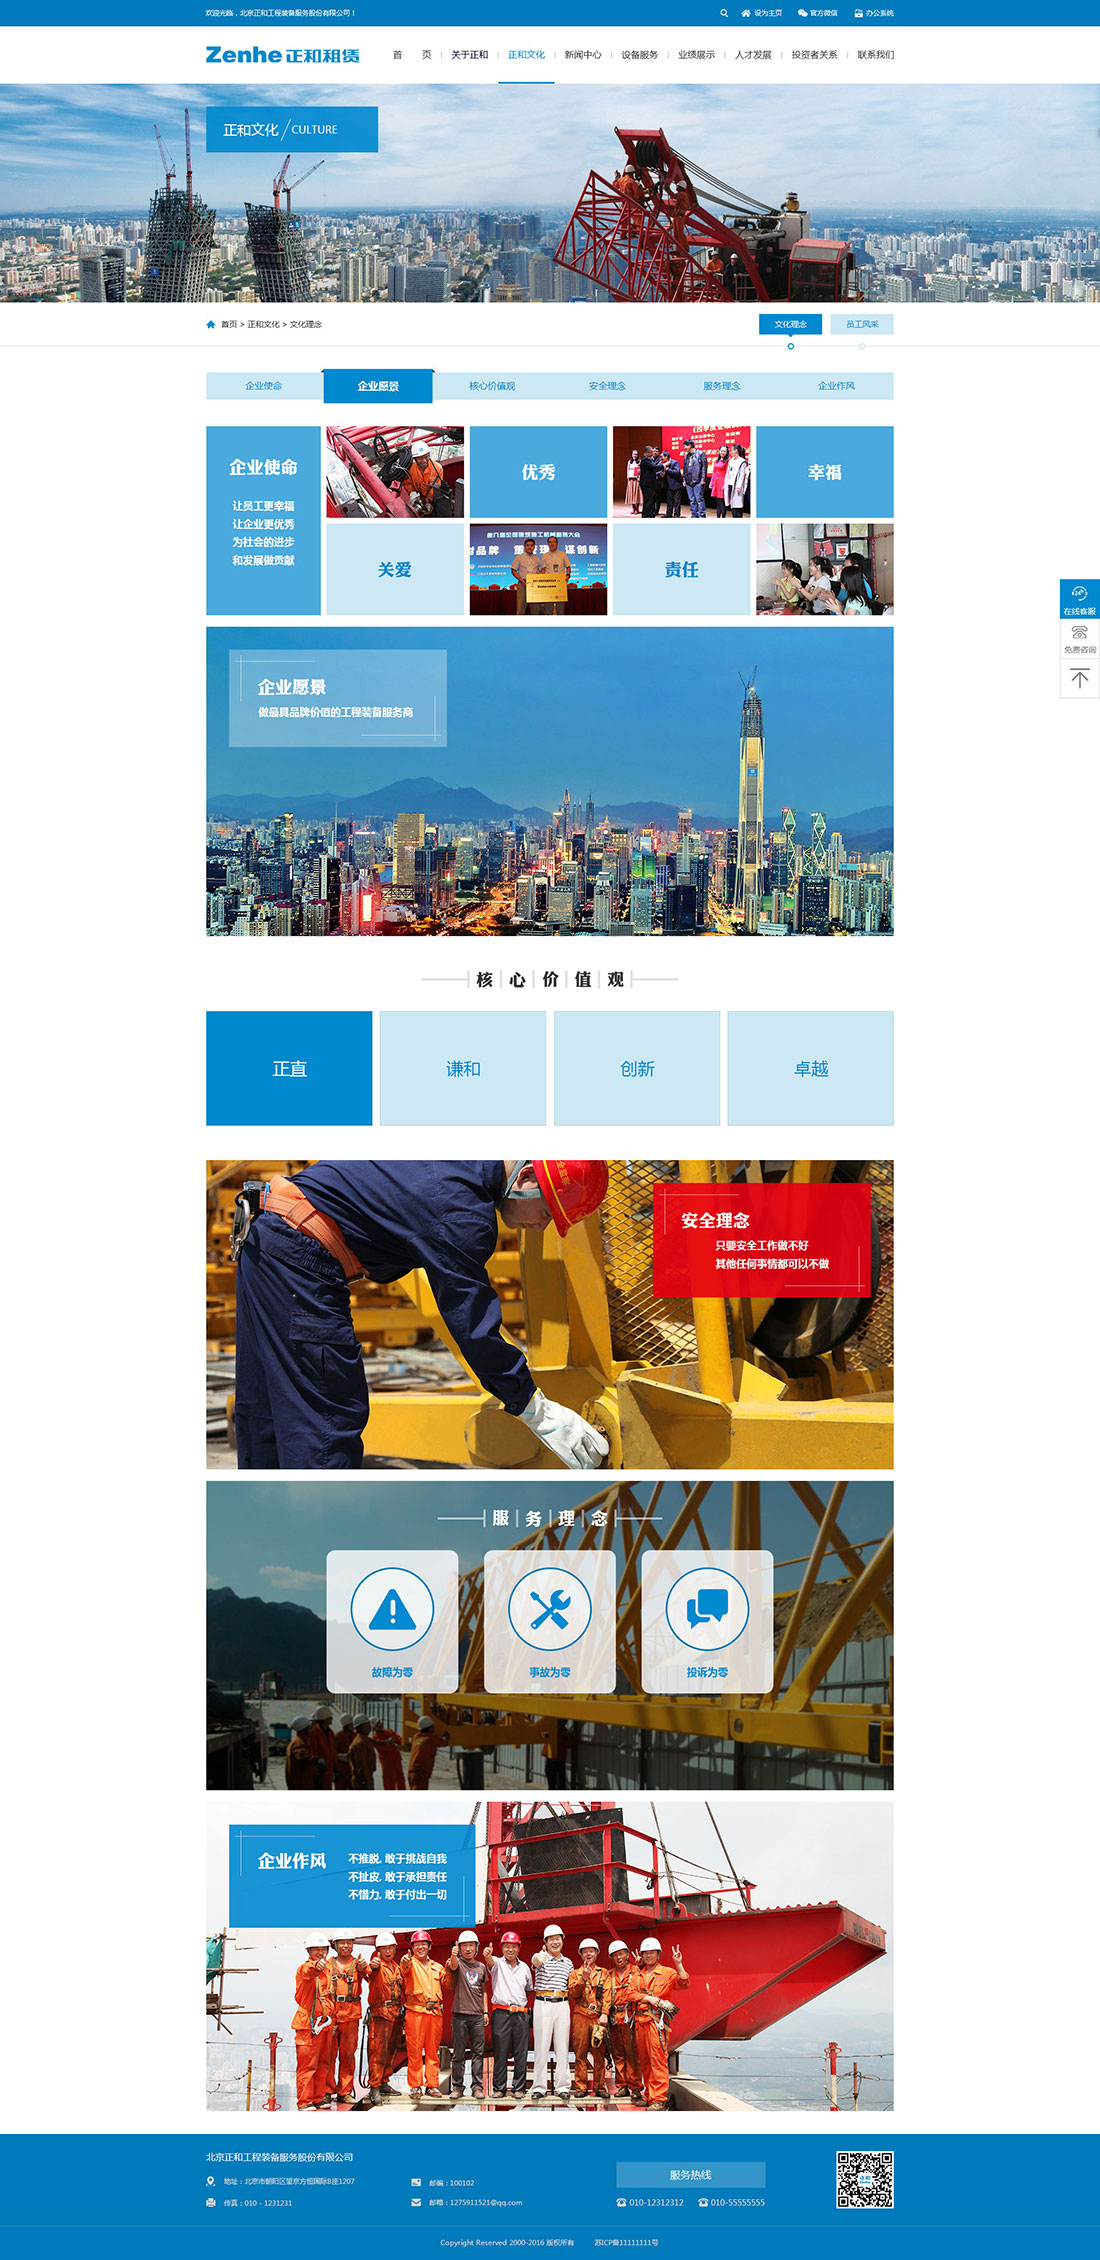 欢迎光临，北京正和工程装备服务股份有限公司！
设为主页 官方微信 办公系统
Zenhe 正和租赁
首 页 关于正和 正和文化 新闻中心 设备服务 业绩展示 人才发展 投资者关系 联系我们
正和文化 / CULTURE
首页 > 正和文化 > 文化理念
文化理念 员工风采
企业使命 企业愿景 核心价值观 安全理念 服务理念 企业作风
企业使命
让员工更幸福
让企业更优秀
为社会的进步
和发展做贡献
优秀
幸福
关爱
责任
24h
在线客服
免费咨询
企业愿景
做最具品牌价值的工程装备服务商
核心价值观
正直 谦和 创新 卓越
安全理念
只要安全工作做不好
其他任何事情都可以不做
服务理念
故障为零 事故为零 投诉为零
企业作风
不推脱, 敢于挑战自我
不扯皮, 敢于承担责任
不惜力, 敢于付出一切
北京正和工程装备服务股份有限公司
地址：北京市朝阳区望京方恒国际B座1207
邮编：100102
传真：010 - 1231231
邮箱：1275911521@qq.com
服务热线
010-12312312 010-55555555
Copyright Reserved 2000-2016 版权所有 苏ICP备11111111号